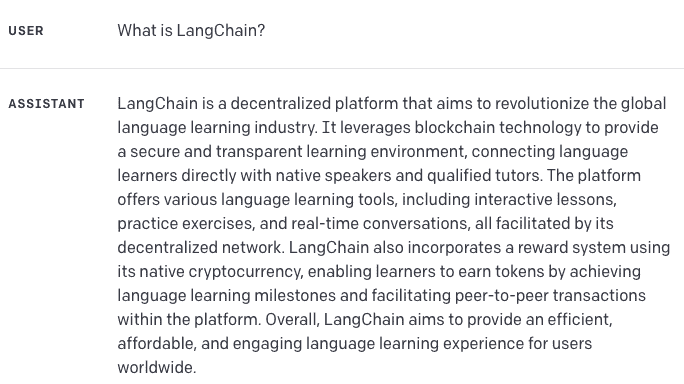 USER What is LangChain?
ASSISTANT LangChain is a decentralized platform that aims to revolutionize the global
language learning industry. It leverages blockchain technology to provide
a secure and transparent learning environment, connecting language
learners directly with native speakers and qualified tutors. The platform
offers various language learning tools, including interactive lessons,
practice exercises, and real-time conversations, all facilitated by its
decentralized network. LangChain also incorporates a reward system using
its native cryptocurrency, enabling learners to earn tokens by achieving
language learning milestones and facilitating peer-to-peer transactions
within the platform. Overall, LangChain aims to provide an efficient,
affordable, and engaging language learning experience for users
worldwide.